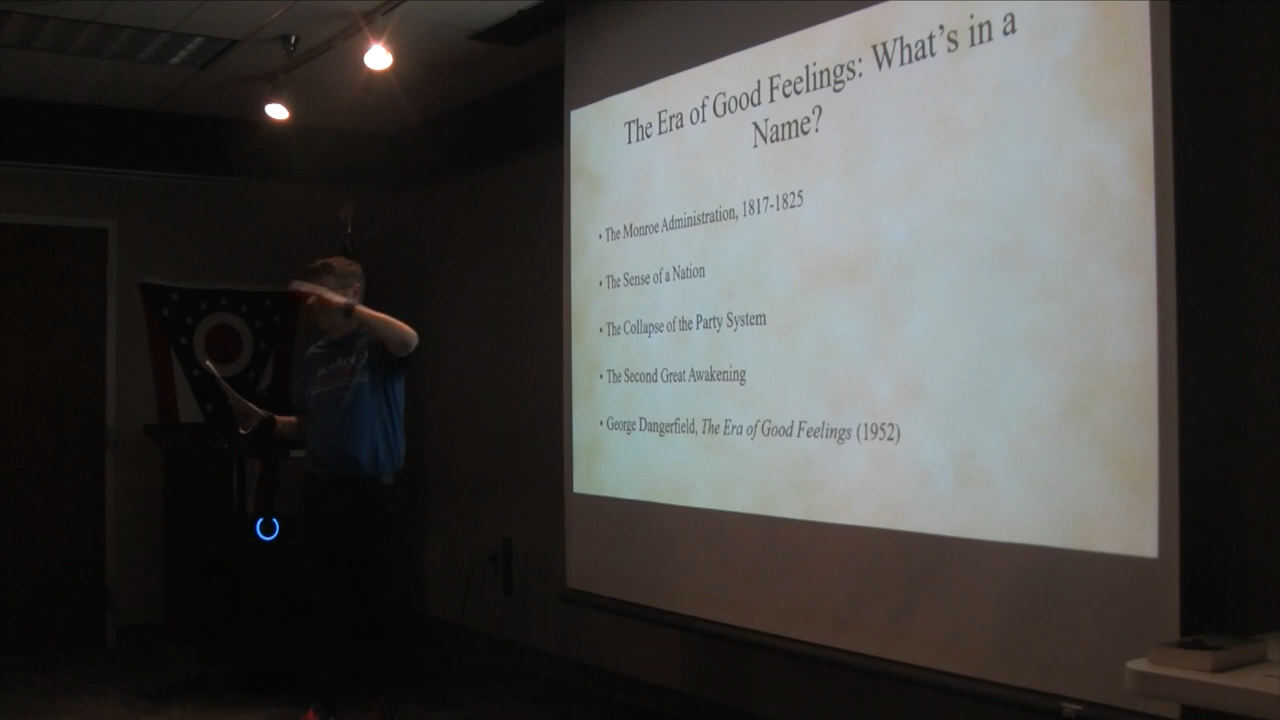 The Era of Good Feelings: What's in a
Name?
• The Monroe Administration, 1817-1825
• The Sense of a Nation
• The Collapse of the Party System
• The Second Great Awakening
• George Dangerfield, The Era of Good Feelings (1952)